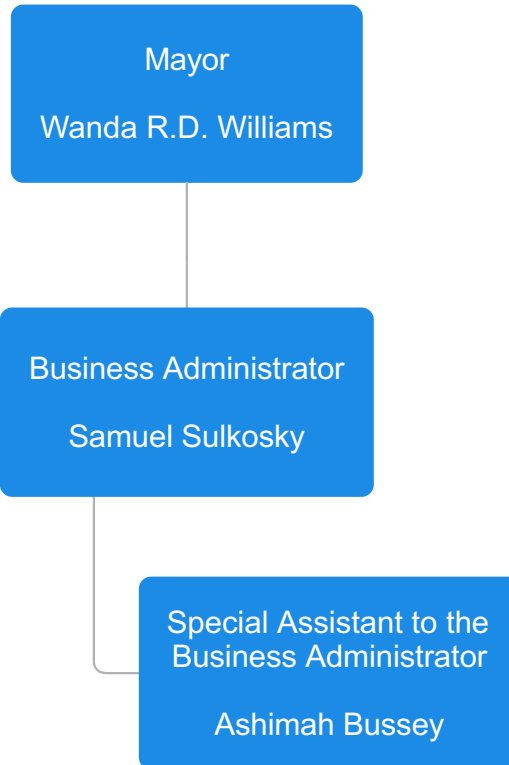 Mayor
Wanda R.D. Williams
Business Administrator
Samuel Sulkosky
Special Assistant to the
Business Administrator
Ashimah Bussey